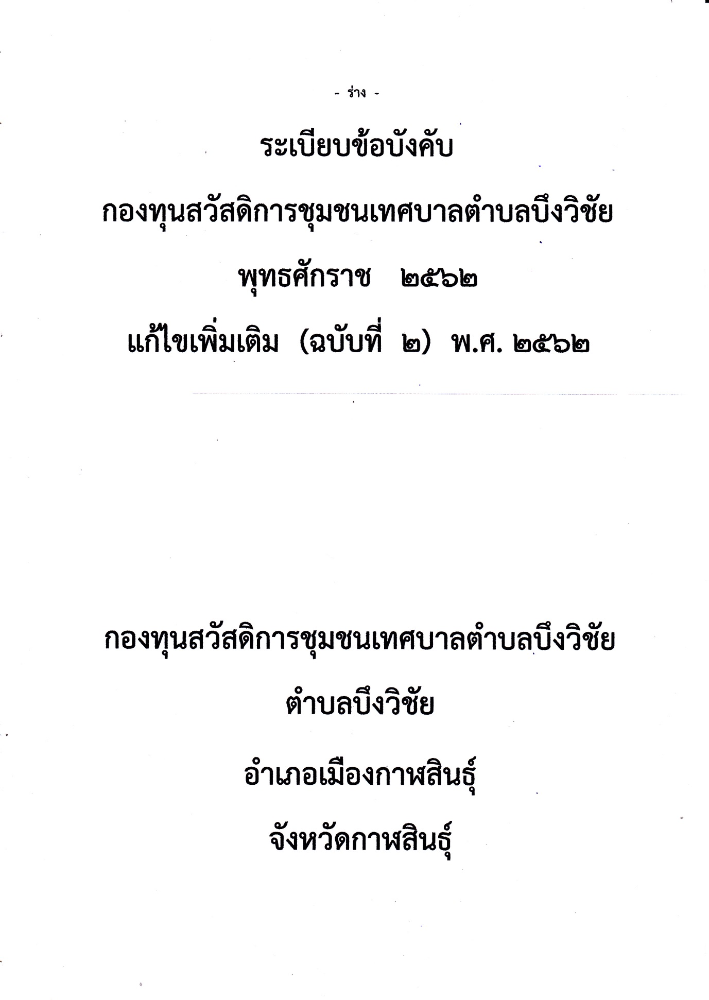 - ร่าง -
ระเบียบข้อบังคับ
กองทุนสวัสดิการชุมชนเทศบาลตำบลบึงวิชัย
พุทธศักราช ๒๕๖๒
แก้ไขเพิ่มเติม (ฉบับที่ ๒) พ.ศ. ๒๕๖๒
กองทุนสวัสดิการชุมชนเทศบาลตำบลบึงวิชัย
ตำบลบึงวิชัย
อำเภอเมืองกาฬสินธุ์
จังหวัดกาฬสินธุ์